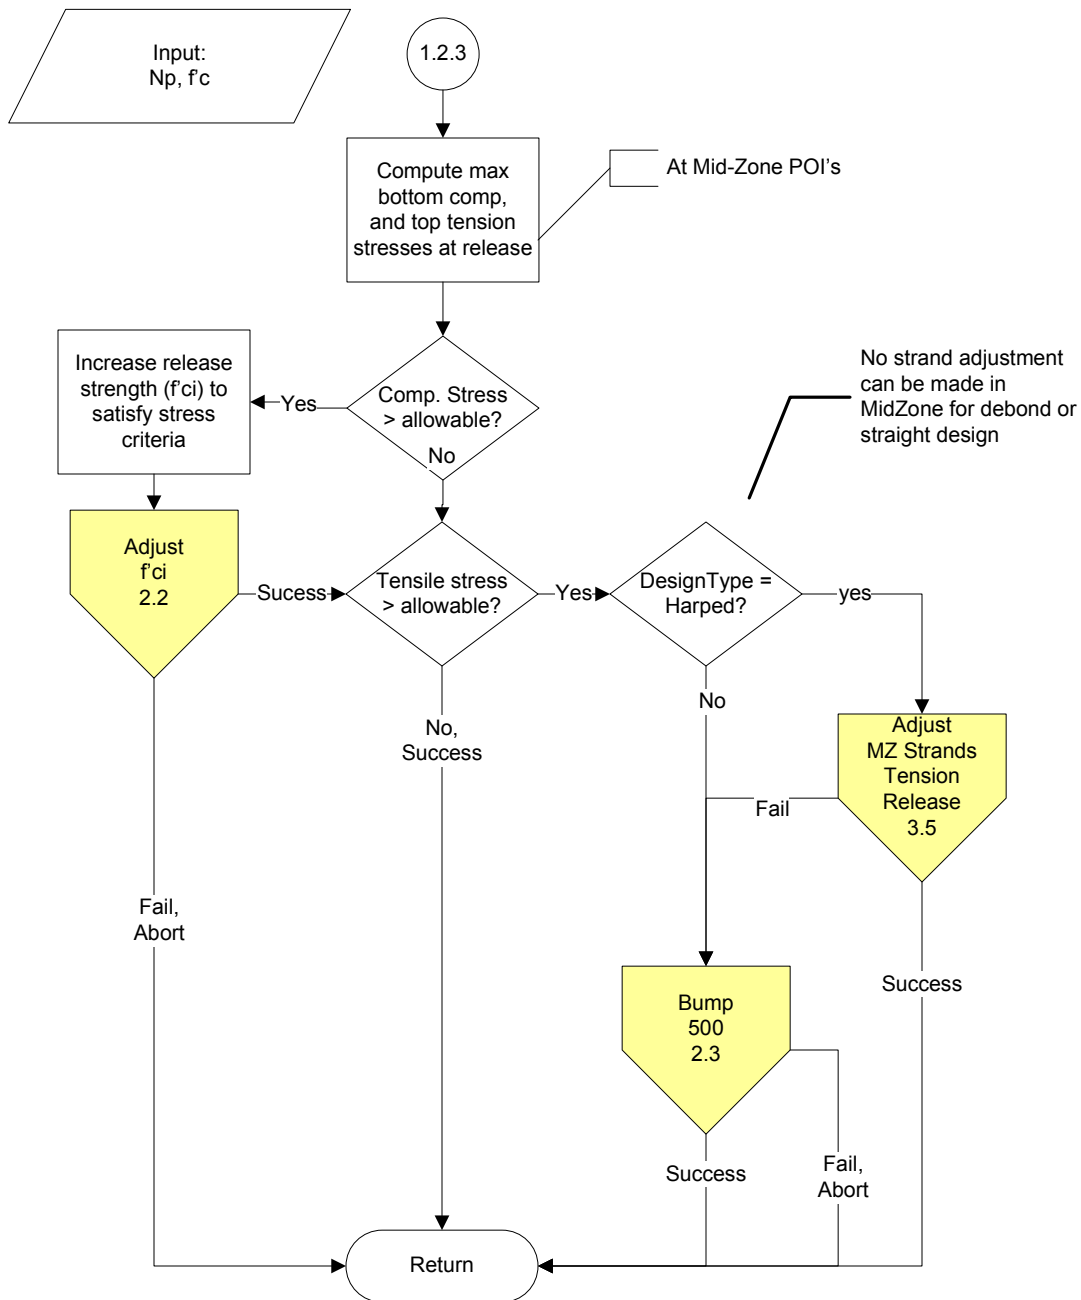 Input:
Np, f'c
1.2.3
Compute max
bottom comp,
and top tension
stresses at release
At Mid-Zone POI's
Increase release
strength (f'ci) to
satisfy stress
criteria
Yes
Comp. Stress
> allowable?
No
No strand adjustment
can be made in
MidZone for debond or
straight design
Adjust
f'ci
2.2
Sucess
Tensile stress
> allowable?
Yes
DesignType =
Harped?
yes
No,
Success
No
Adjust
MZ Strands
Tension
Release
3.5
Fail
Fail,
Abort
Bump
500
2.3
Success
Success
Fail,
Abort
Return